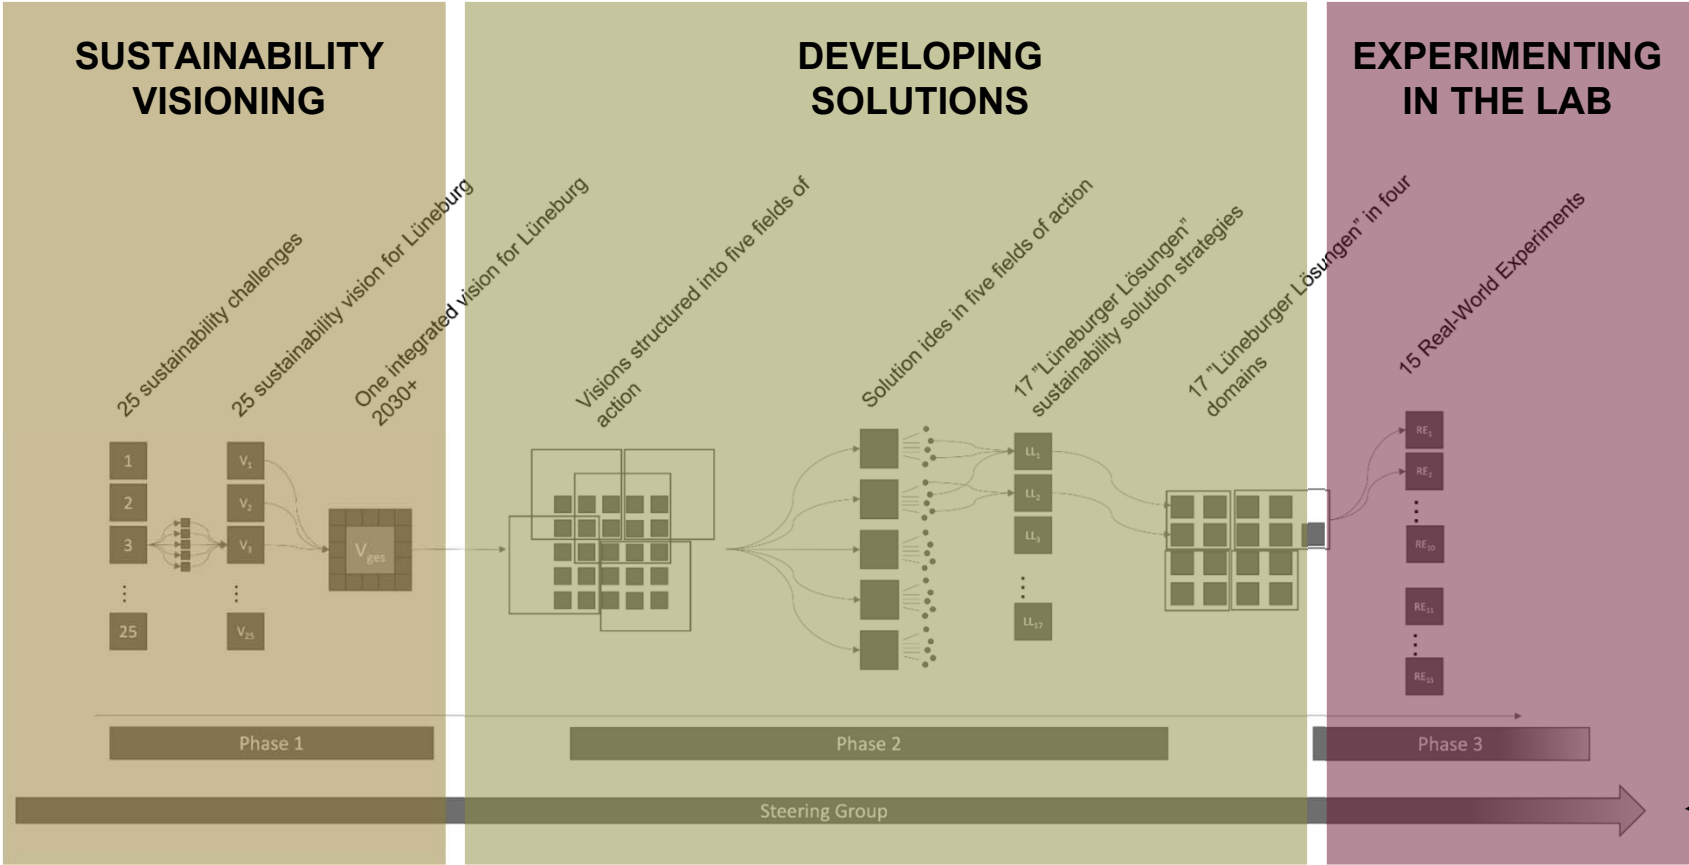 SUSTAINABILITY
VISIONING
DEVELOPING
SOLUTIONS
EXPERIMENTING
IN THE LAB
25 sustainability challenges
25 sustainability vision for Lüneburg
One integrated vision for Lüneburg
2030+
Visions structured into five fields of
action
Solution ides in five fields of action
17 ”Lüneburger Lösungen”
sustainability solution strategies
17 ”Lüneburger Lösungen” in four
domains
15 Real-World Experiments
1
2
3
⋮
25
V₁
V₂
V₃
⋮
V₂₅
Vges
LL₁
LL₂
LL₃
⋮
LL₁₇
RE₁
RE₂
⋮
RE₁₀
RE₁₁
⋮
RE₁₅
Phase 1
Phase 2
Phase 3
Steering Group